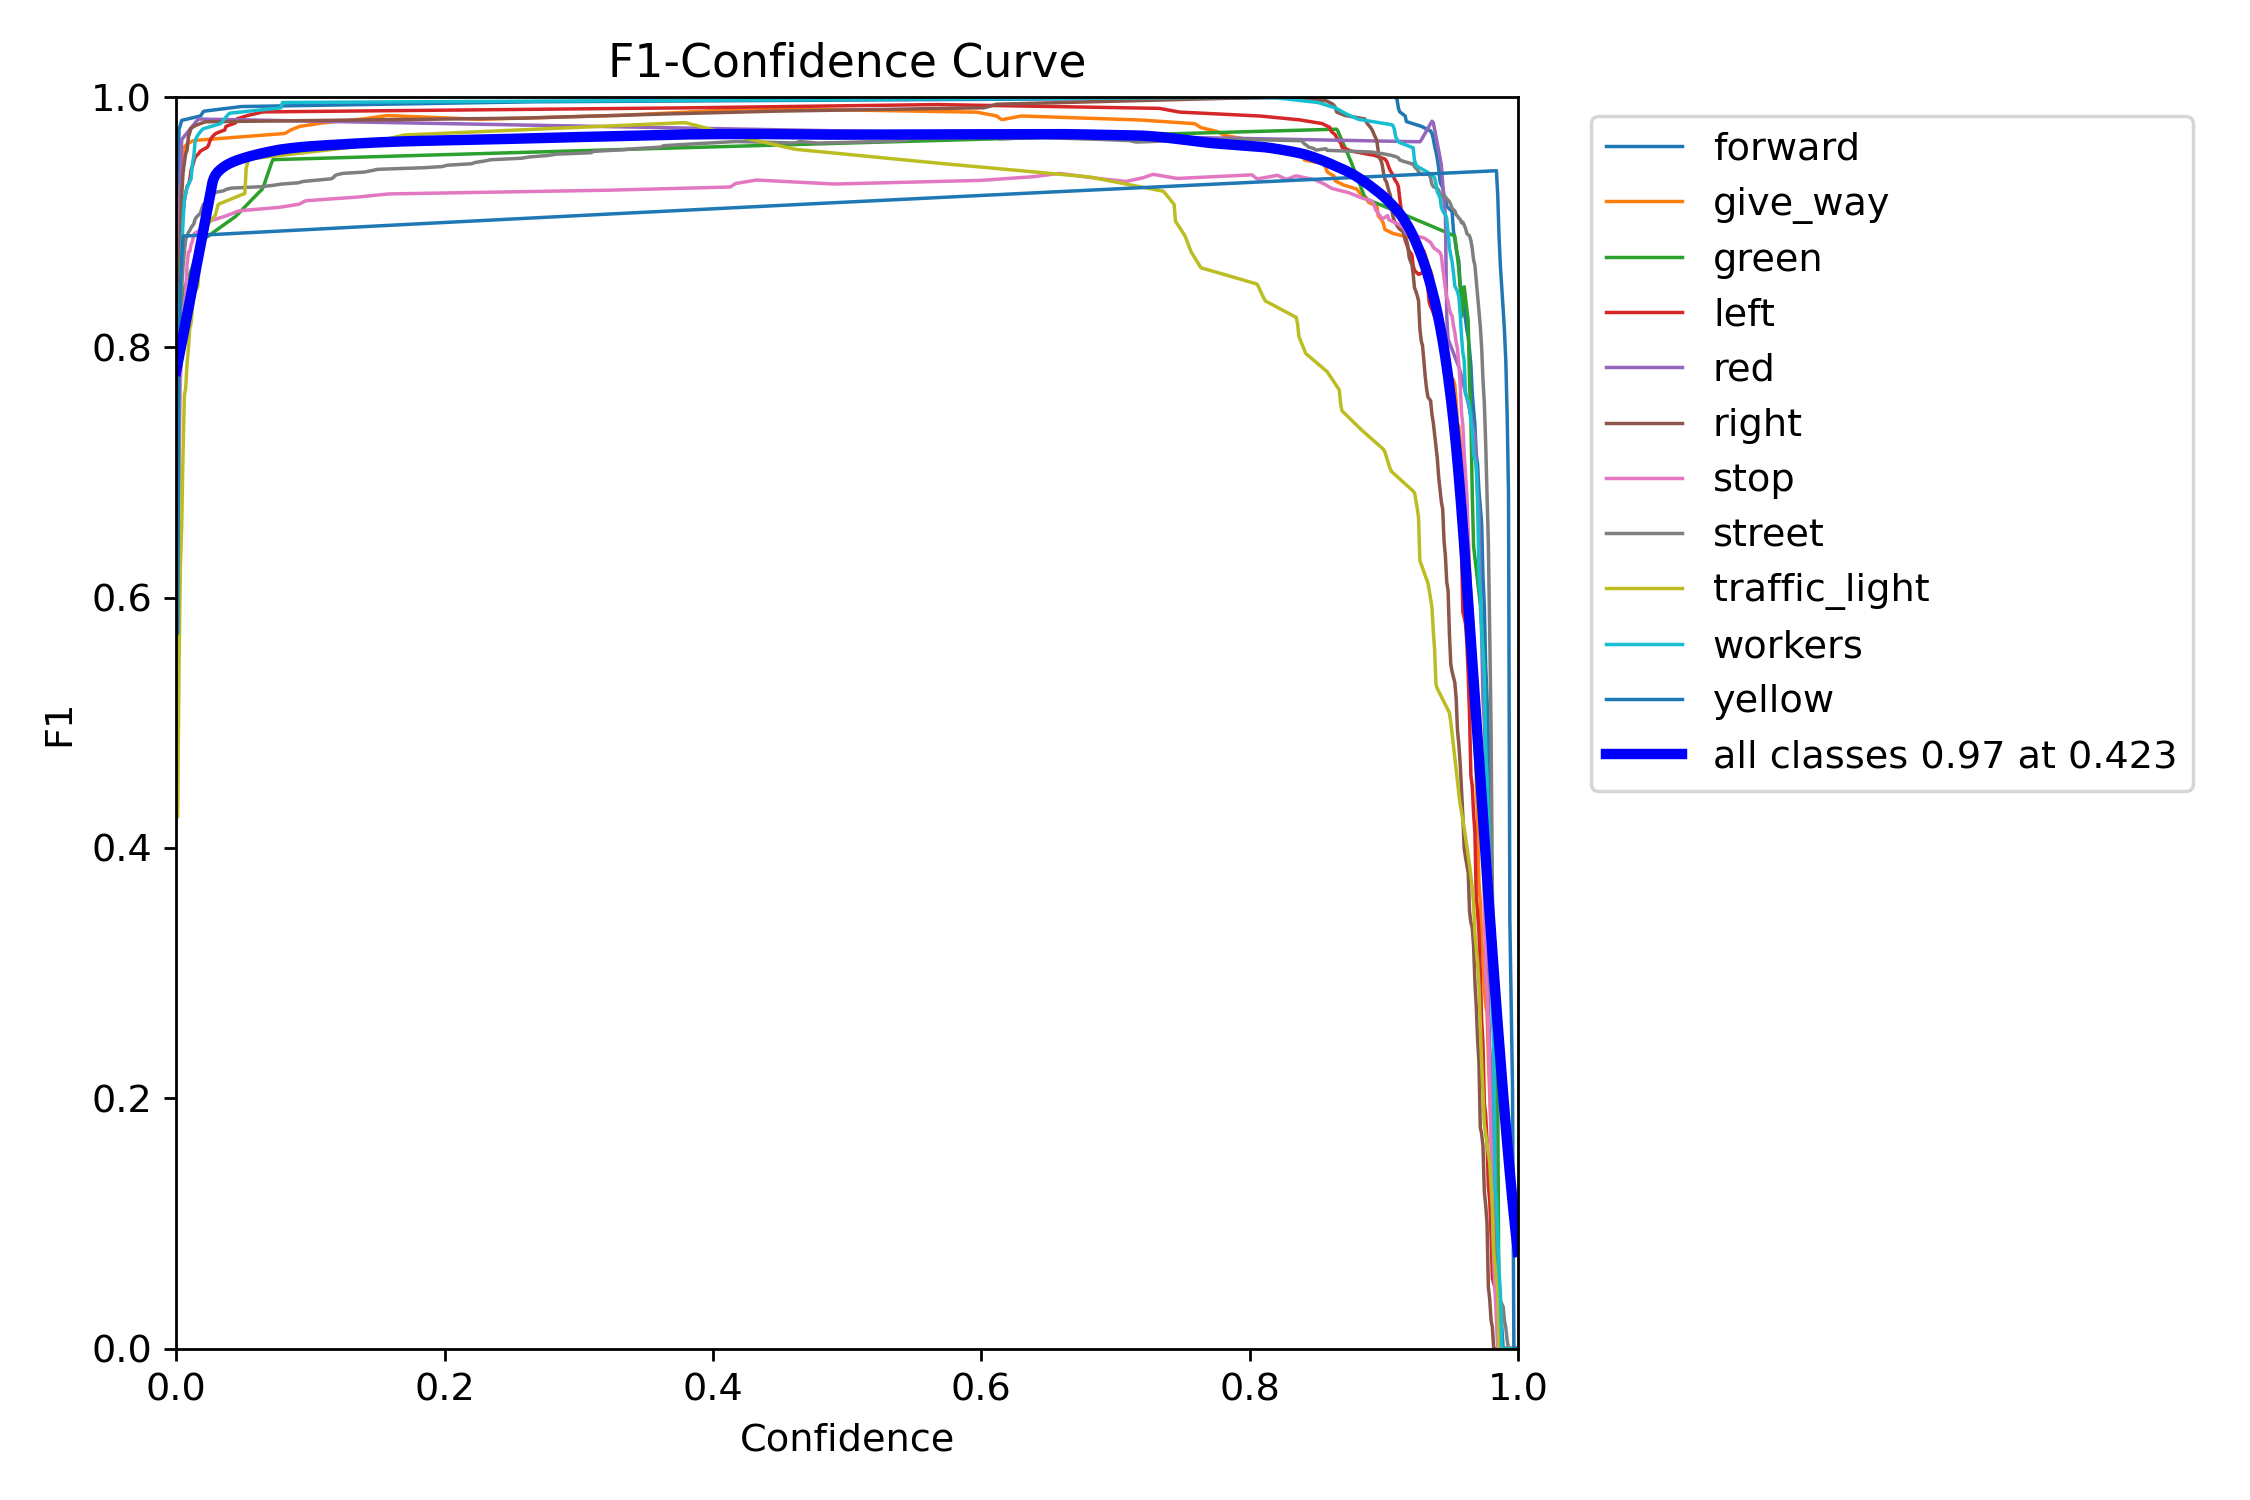 F1-Confidence Curve
1.0
0.8
0.6
0.4
0.2
0.0
F1
0.0 0.2 0.4 0.6 0.8 1.0
Confidence
forward
give_way
green
left
red
right
stop
street
traffic_light
workers
yellow
all classes 0.97 at 0.423